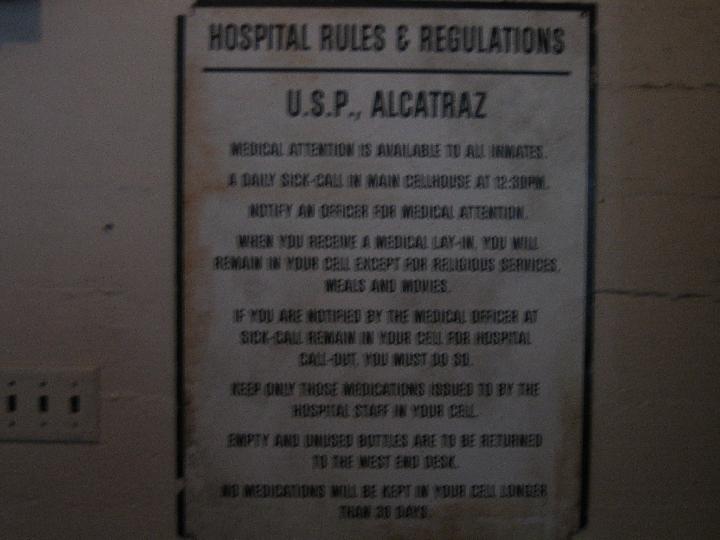 HOSPITAL RULES & REGULATIONS
U.S.P., ALCATRAZ
MEDICAL ATTENTION IS AVAILABLE TO ALL INMATES.
A DAILY SICK-CALL IN MAIN CELLHOUSE AT 12:30PM.
NOTIFY AN OFFICER FOR MEDICAL ATTENTION.
WHEN YOU RECEIVE A MEDICAL LAY-IN, YOU WILL
REMAIN IN YOUR CELL EXCEPT FOR RELIGIOUS SERVICES,
MEALS AND MOVIES.
IF YOU ARE NOTIFIED BY THE MEDICAL OFFICER AT
SICK-CALL REMAIN IN YOUR CELL FOR HOSPITAL
CALL-OUT, YOU MUST DO SO.
KEEP ONLY THOSE MEDICATIONS ISSUED TO BY THE
HOSPITAL STAFF IN YOUR CELL.
EMPTY AND UNUSED BOTTLES ARE TO BE RETURNED
TO THE WEST END DESK.
NO MEDICATIONS WILL BE KEPT IN YOUR CELL LONGER
THAN 30 DAYS.